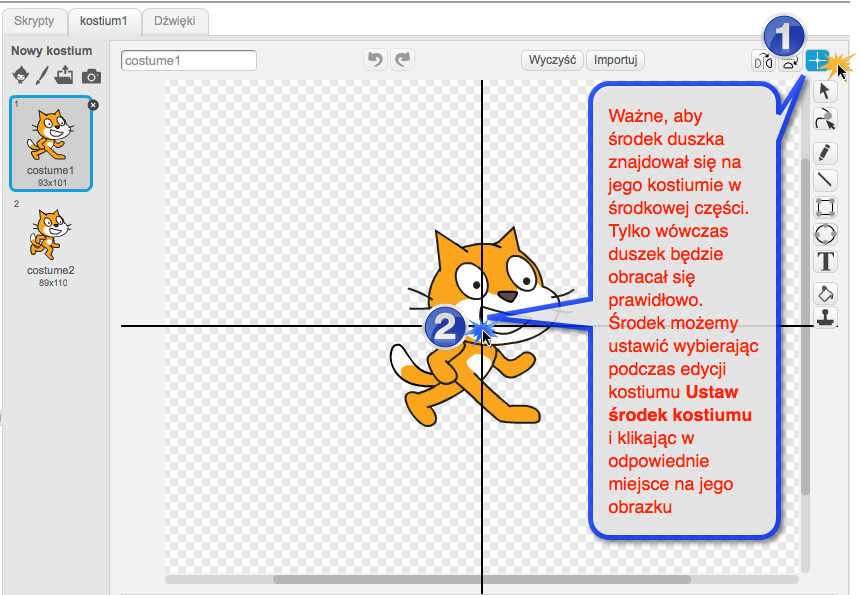 Skrypty
kostium1
Dźwięki
Nowy kostium
costume1
Wyczyść
Importuj
1
1
costume1
93x101
2
costume2
89x110
2
Ważne, aby
środek duszka
znajdował się na
jego kostiumie w
środkowej części.
Tylko wówczas
duszek będzie
obracał się
prawidłowo.
Środek możemy
ustawić wybierając
podczas edycji
kostiumu Ustaw
środek kostiumu
i klikając w
odpowiednie
miejsce na jego
obrazku
T